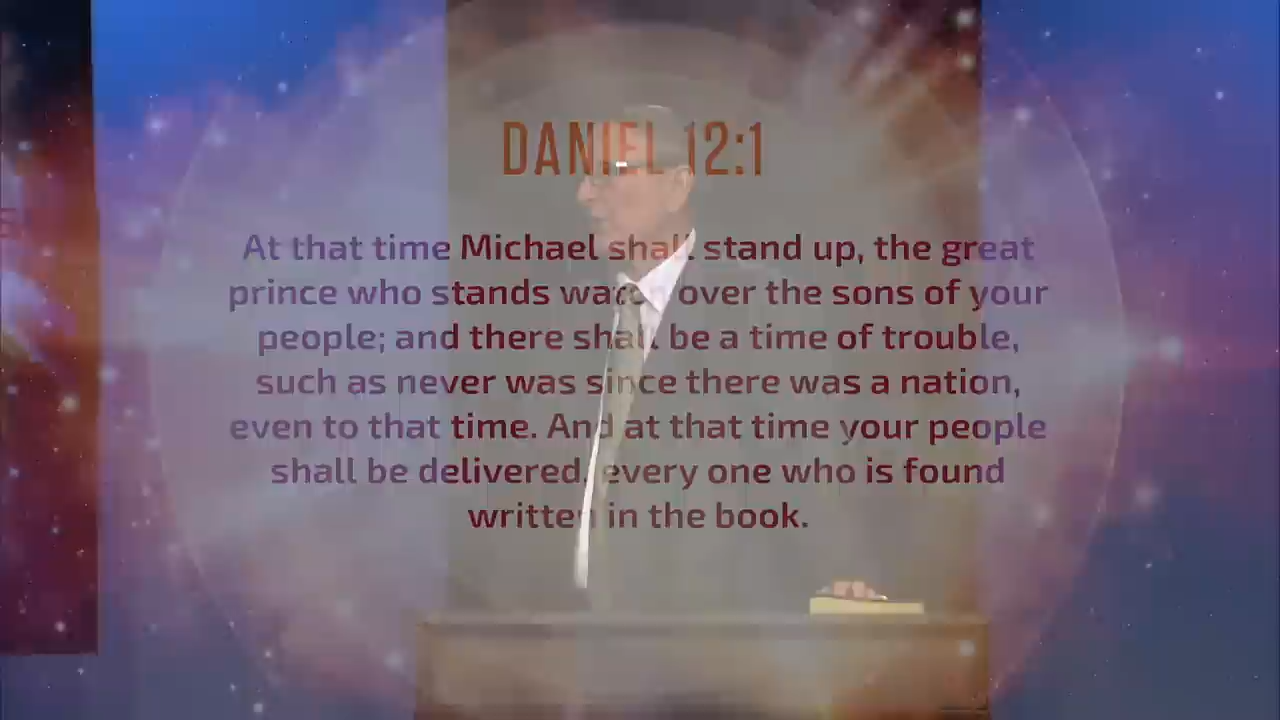 DANIEL 12:1
At that time Michael shall stand up, the great
prince who stands watch over the sons of your
people; and there shall be a time of trouble,
such as never was since there was a nation,
even to that time. And at that time your people
shall be delivered, every one who is found
written in the book.